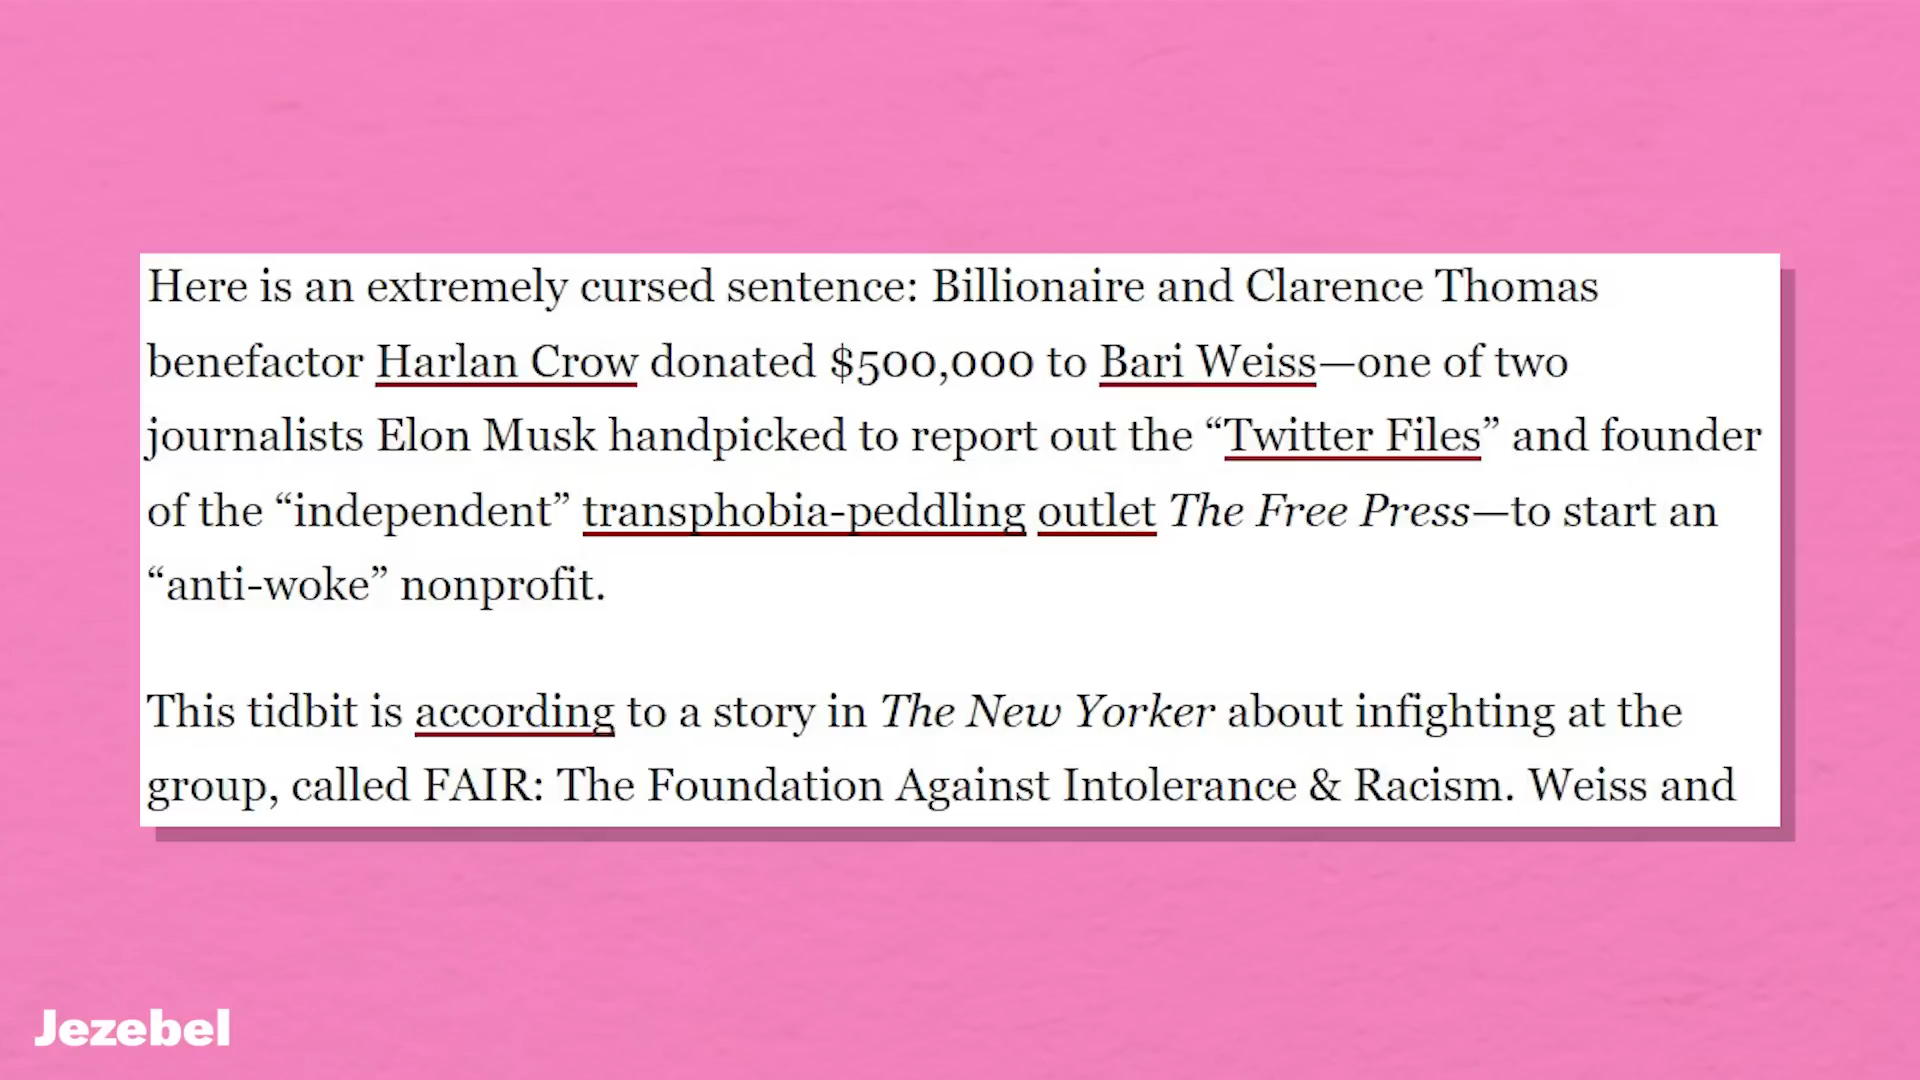 Here is an extremely cursed sentence: Billionaire and Clarence Thomas
benefactor Harlan Crow donated $500,000 to Bari Weiss—one of two
journalists Elon Musk handpicked to report out the “Twitter Files” and founder
of the “independent” transphobia-peddling outlet The Free Press—to start an
“anti-woke” nonprofit.
This tidbit is according to a story in The New Yorker about infighting at the
group, called FAIR: The Foundation Against Intolerance & Racism. Weiss and
Jezebel